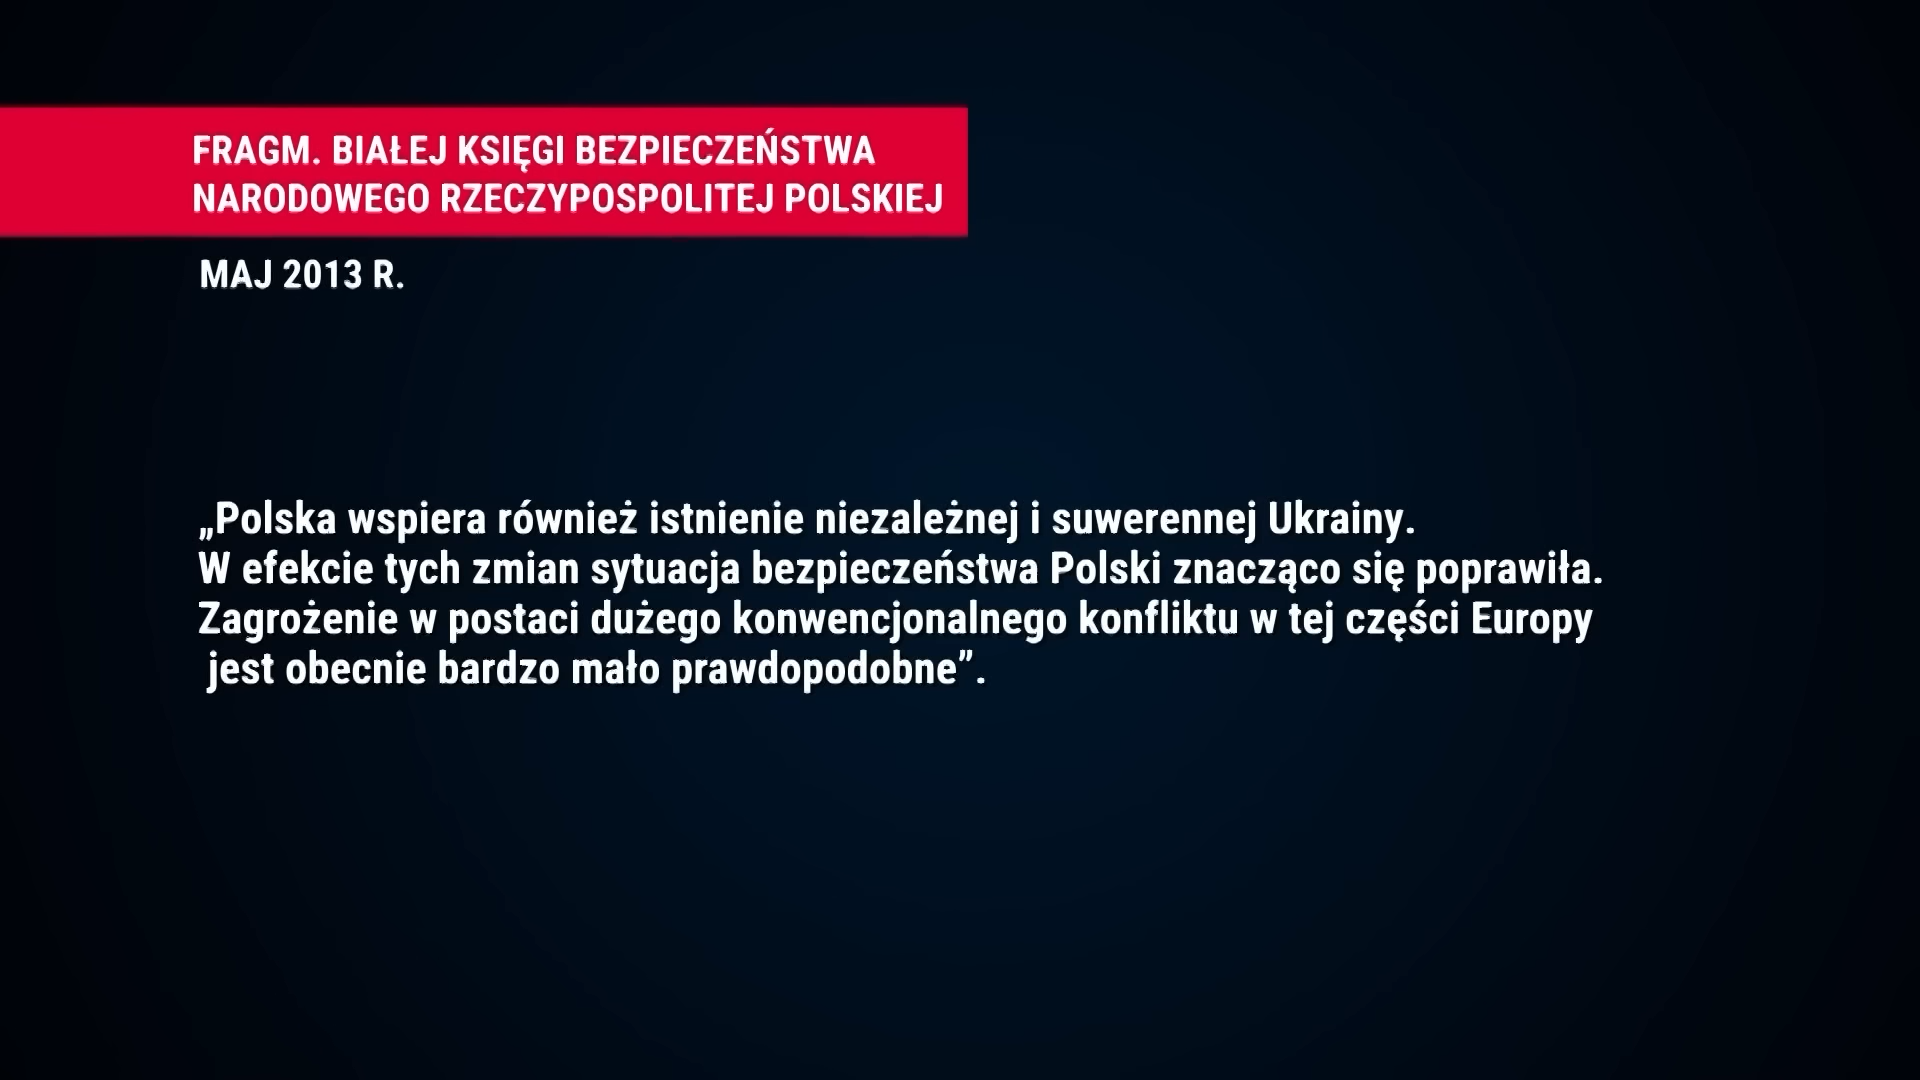 FRAGM. BIAŁEJ KSIĘGI BEZPIECZEŃSTWA
NARODOWEGO RZECZYPOSPOLITEJ POLSKIEJ
MAJ 2013 R.
„Polska wspiera również istnienie niezależnej i suwerennej Ukrainy.
W efekcie tych zmian sytuacja bezpieczeństwa Polski znacząco się poprawiła.
Zagrożenie w postaci dużego konwencjonalnego konfliktu w tej części Europy
jest obecnie bardzo mało prawdopodobne”.